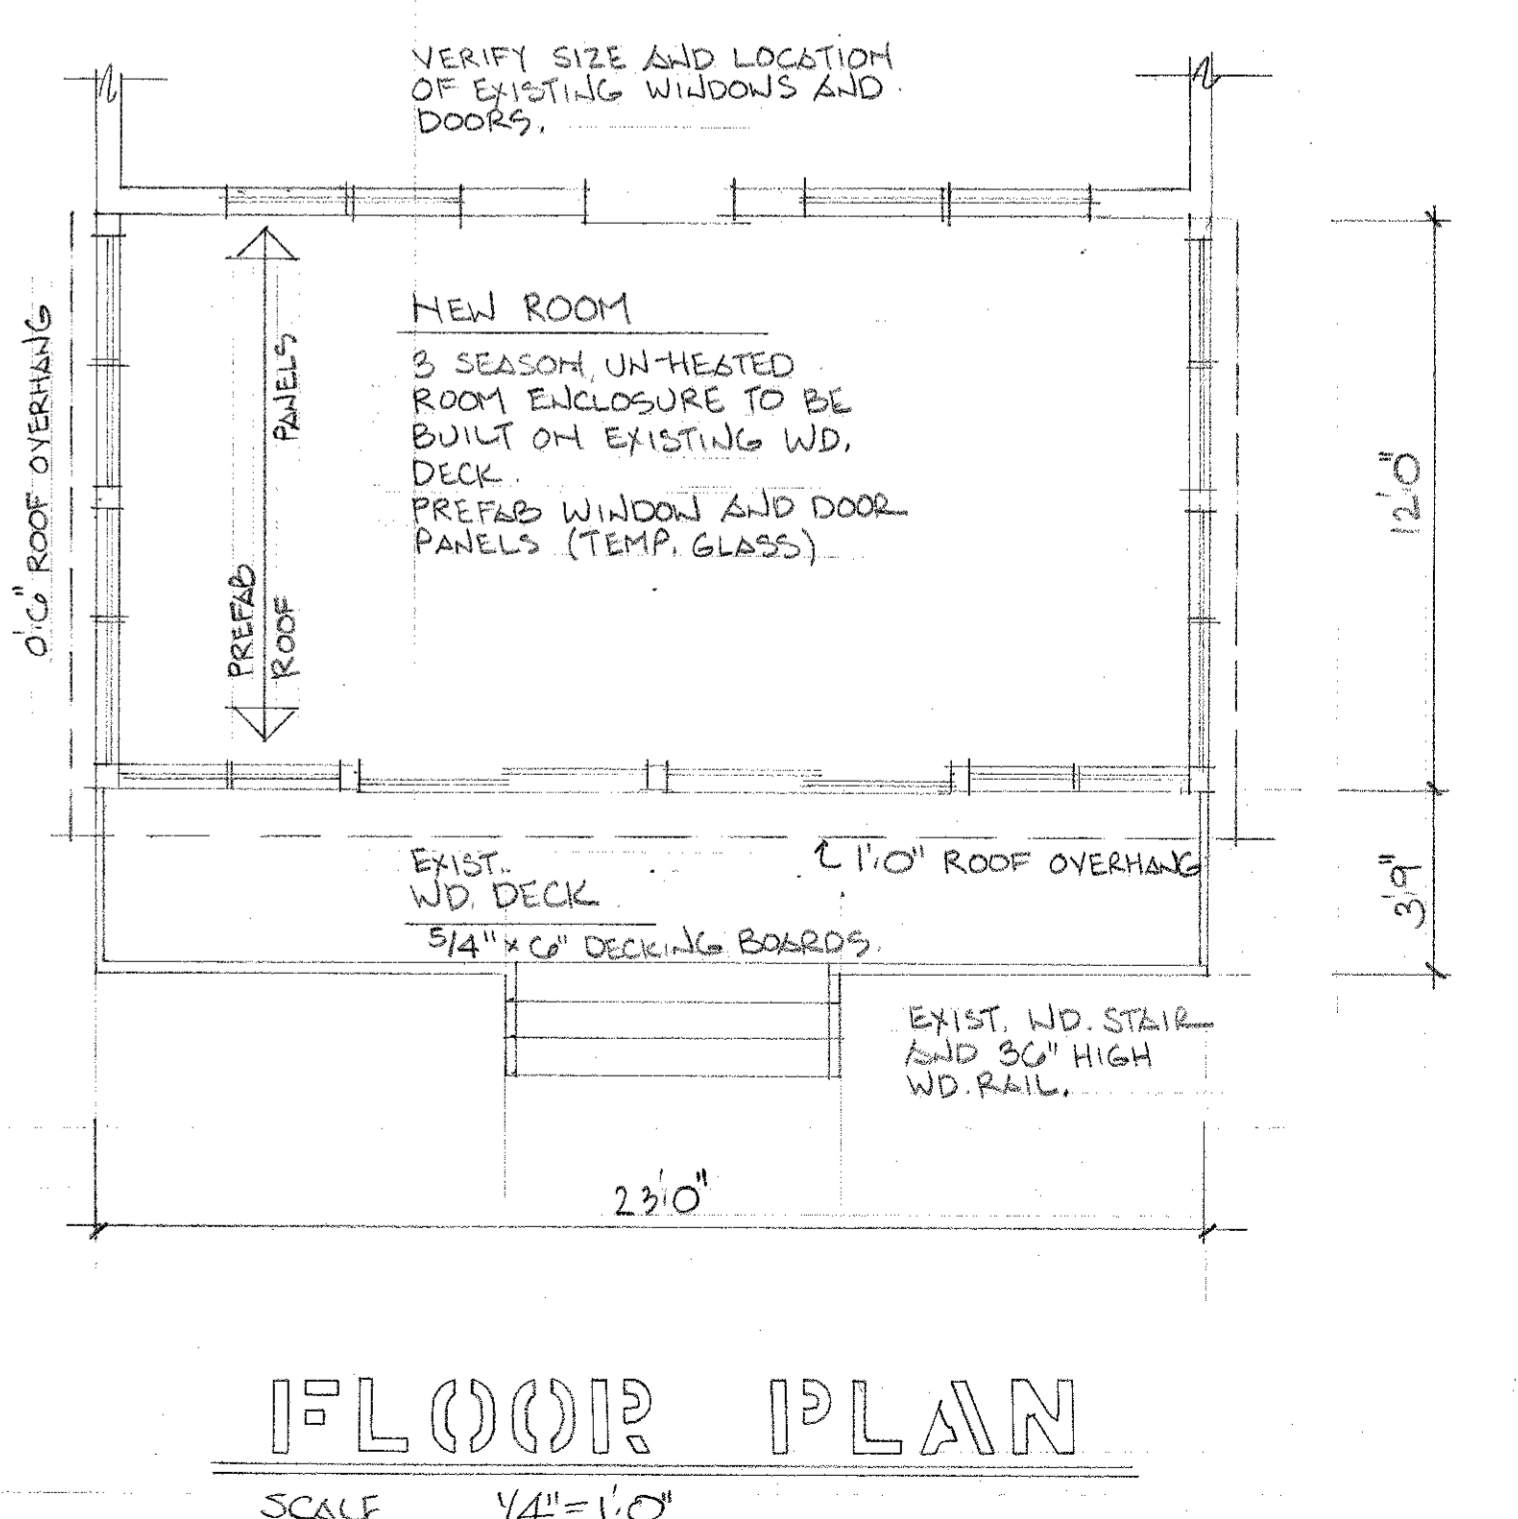 VERIFY SIZE AND LOCATION
OF EXISTING WINDOWS AND
DOORS.
NEW ROOM
3 SEASON, UN-HEATED
ROOM ENCLOSURE TO BE
BUILT ON EXISTING WD.
DECK.
PREFAB WINDOW AND DOOR
PANELS (TEMP. GLASS)
0'6" ROOF OVERHANG
PREFAB
ROOF PANELS
12'0"
3'9"
1'0" ROOF OVERHANG
EXIST.
WD. DECK
5/4" x 6" DECKING BOARDS.
EXIST. WD. STAIR
AND 36" HIGH
WD. RAIL.
23'0"
FLOOR PLAN
SCALE 1/4" = 1'0"